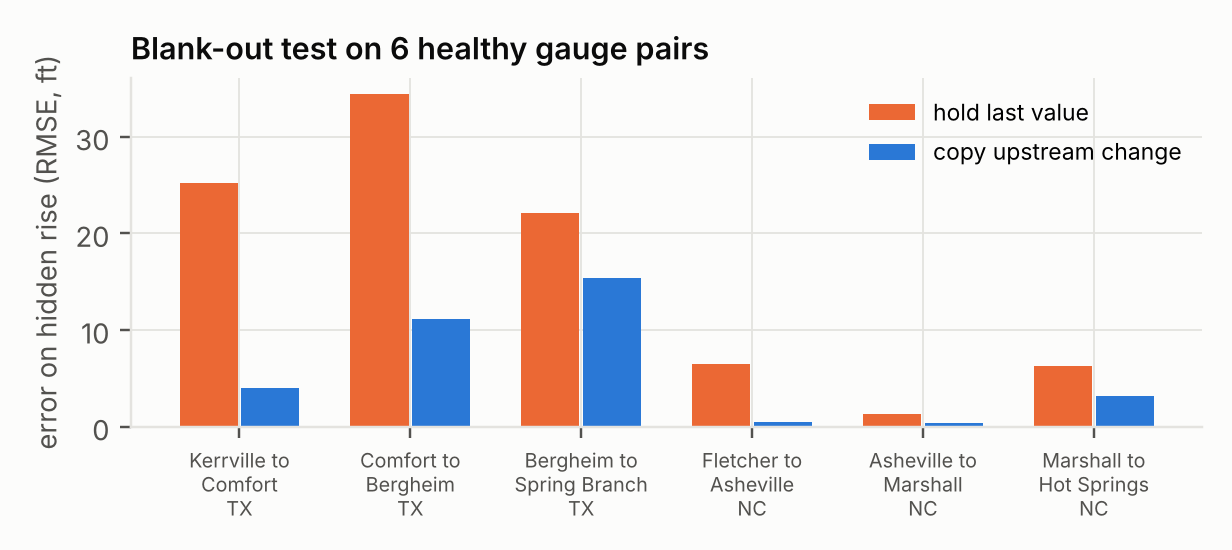 Blank-out test on 6 healthy gauge pairs
error on hidden rise (RMSE, ft)
30
20
10
0
hold last value
copy upstream change
Kerrville to
Comfort
TX
Comfort to
Bergheim
TX
Bergheim to
Spring Branch
TX
Fletcher to
Asheville
NC
Asheville to
Marshall
NC
Marshall to
Hot Springs
NC